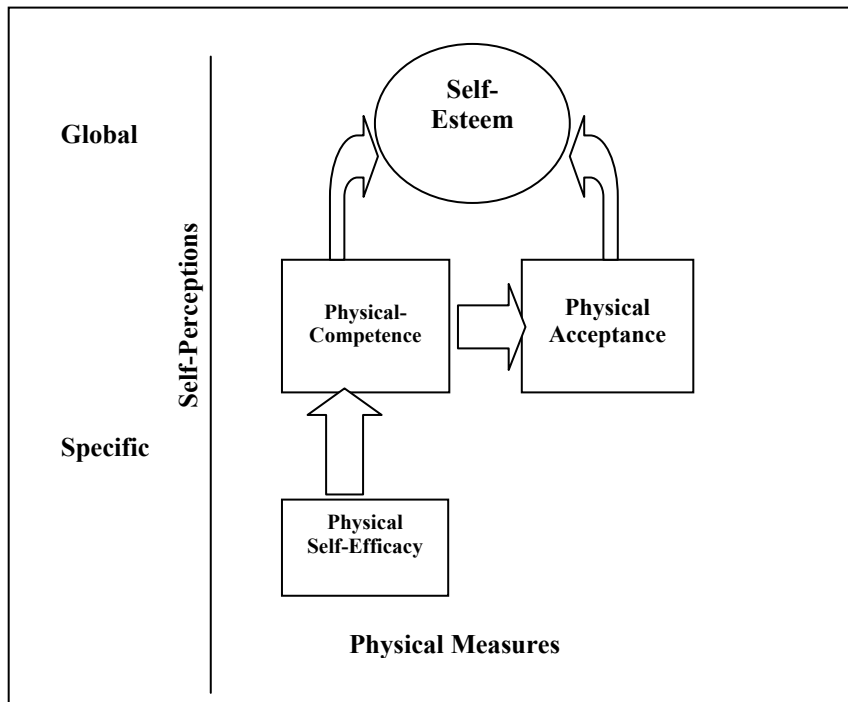 Self-
Esteem
Global
Self-Perceptions
Physical-
Competence
Physical
Acceptance
Specific
Physical
Self-Efficacy
Physical Measures